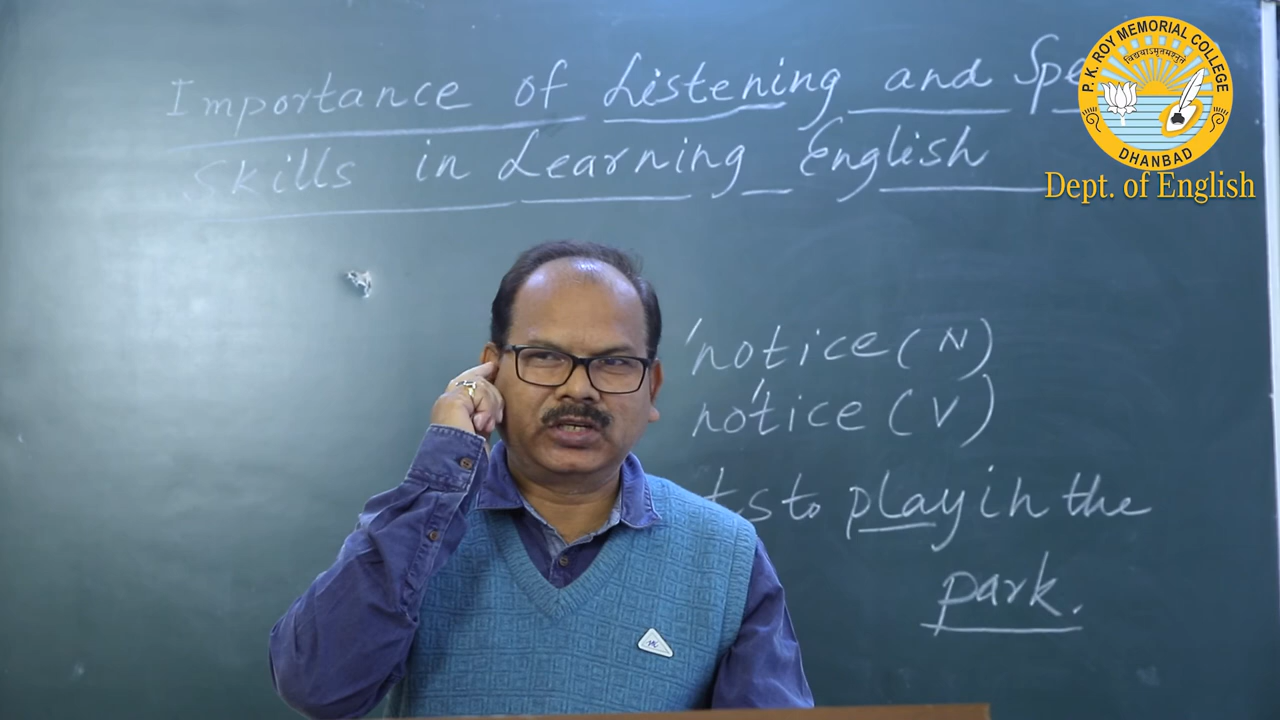 Importance of Listening and Spe
Skills in Learning English
'notice (N)
no'tice (V)
ts to play in the
park.
P. K. ROY MEMORIAL COLLEGE
विद्ययाऽमृतमश्नुते
DHANBAD
Dept. of English